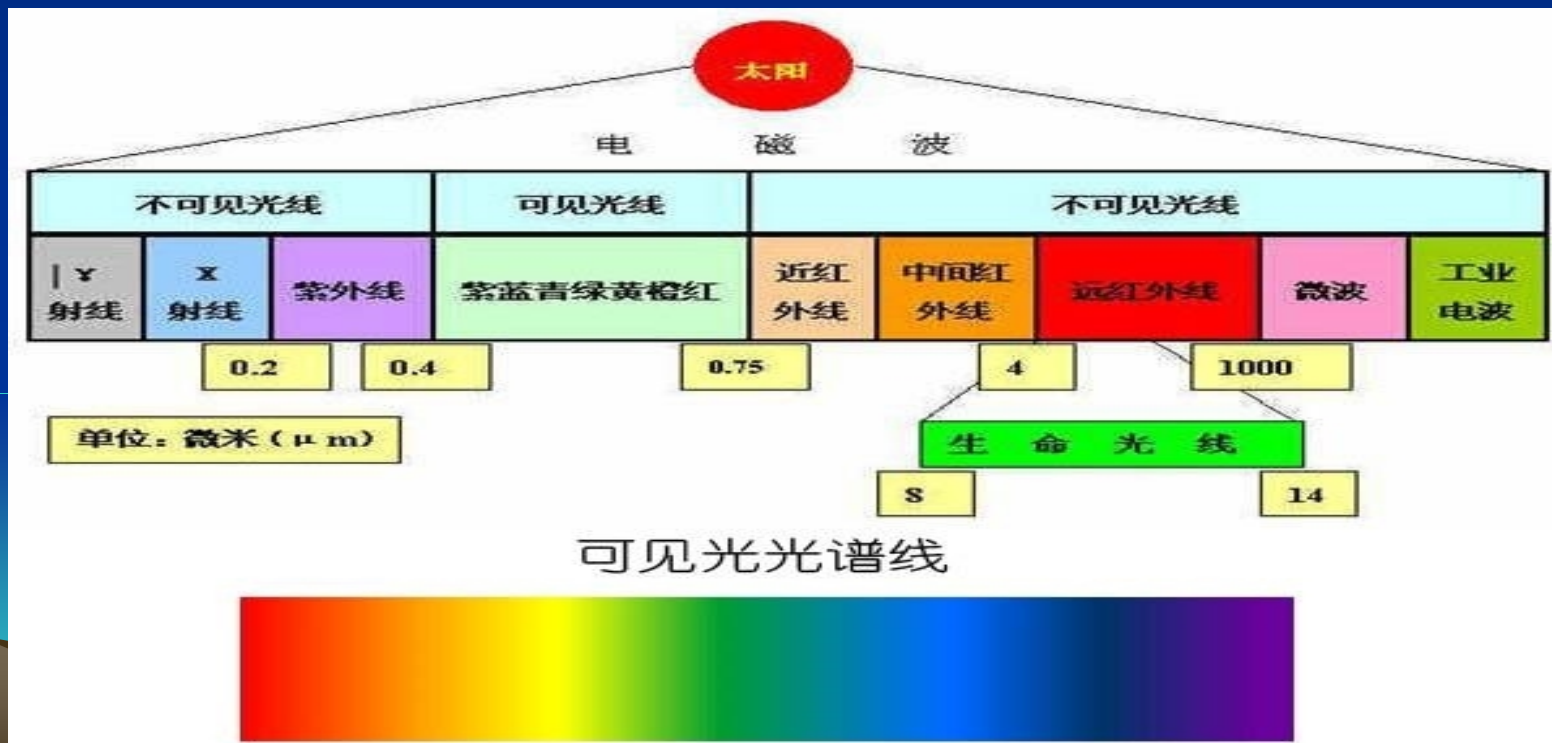 太阳
电 磁 波
不可见光线 可见光线 不可见光线
|γ
射线
X
射线
紫外线
紫蓝青绿黄橙红
近红
外线
中间红
外线
远红外线
微波
工业
电波
0.2 0.4 0.75 4 1000
单位：微米（μm）
生 命 光 线
8 14
可见光光谱线